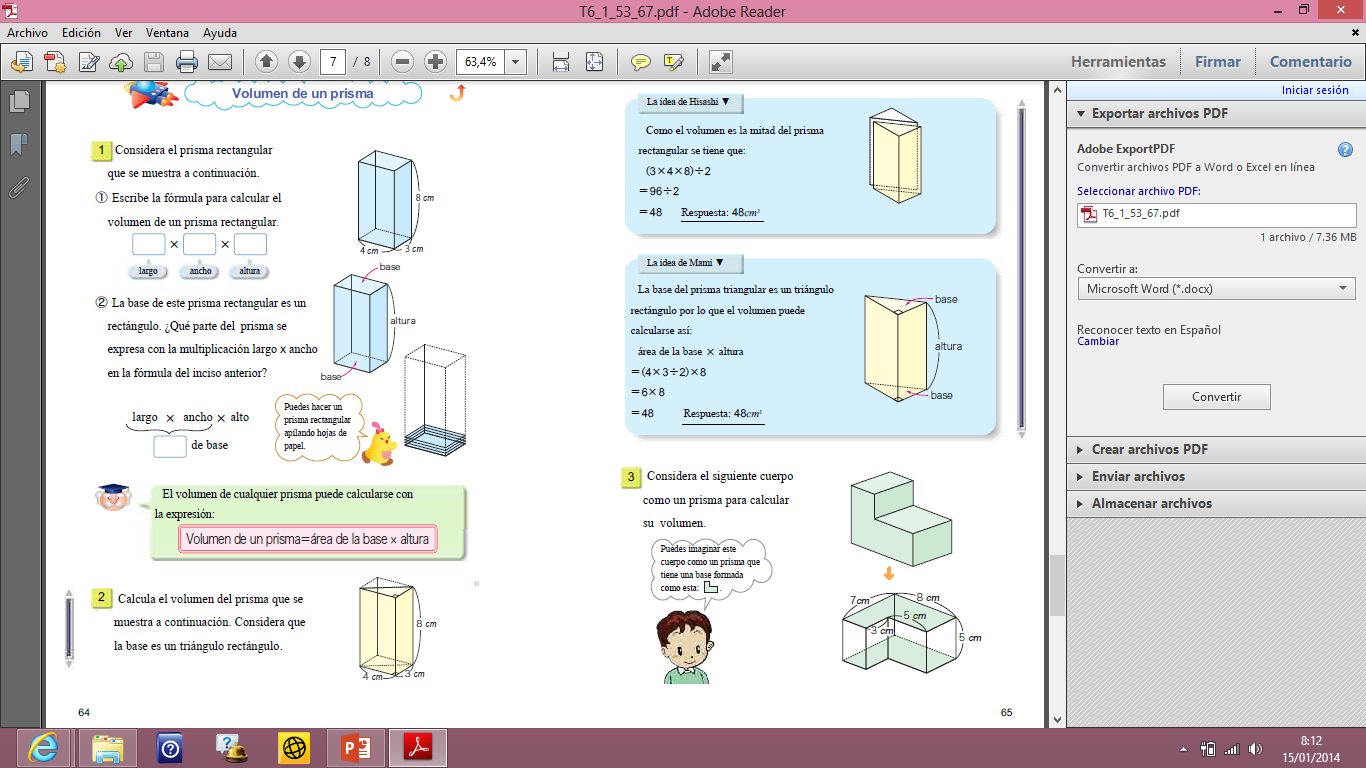 T6_1_53_67.pdf - Adobe Reader
Archivo Edición Ver Ventana Ayuda
7 / 8
63,4%
Herramientas Firmar Comentario
Volumen de un prisma
1 Considera el prisma rectangular
que se muestra a continuación.
① Escribe la fórmula para calcular el
volumen de un prisma rectangular.
× ×
largo ancho altura
8 cm
4 cm 3 cm
② La base de este prisma rectangular es un
rectángulo. ¿Qué parte del prisma se
expresa con la multiplicación largo x ancho
en la fórmula del inciso anterior?
base
altura
base
largo × ancho × alto
de base
Puedes hacer un
prisma rectangular
apilando hojas de
papel.
El volumen de cualquier prisma puede calcularse con
la expresión:
Volumen de un prisma=área de la base x altura
2 Calcula el volumen del prisma que se
muestra a continuación. Considera que
la base es un triángulo rectángulo.
8 cm
4 cm 3 cm
64
La idea de Hisashi ▼
Como el volumen es la mitad del prisma
rectangular se tiene que:
(3×4×8)÷2
=96÷2
=48 Respuesta: 48cm³
La idea de Mami ▼
La base del prisma triangular es un triángulo
rectángulo por lo que el volumen puede
calcularse así:
área de la base × altura
=(4×3÷2)×8
=6×8
=48 Respuesta: 48cm³
base
altura
base
3 Considera el siguiente cuerpo
como un prisma para calcular
su volumen.
Puedes imaginar este
cuerpo como un prisma que
tiene una base formada
como esta: .
7cm 8 cm
5 cm
3 cm
5 cm
65
Iniciar sesión
Exportar archivos PDF
Adobe ExportPDF
Convertir archivos PDF a Word o Excel en línea
Seleccionar archivo PDF:
T6_1_53_67.pdf
1 archivo / 7.36 MB
Convertir a:
Microsoft Word (*.docx)
Reconocer texto en Español
Cambiar
Convertir
Crear archivos PDF
Enviar archivos
Almacenar archivos
8:12
15/01/2014